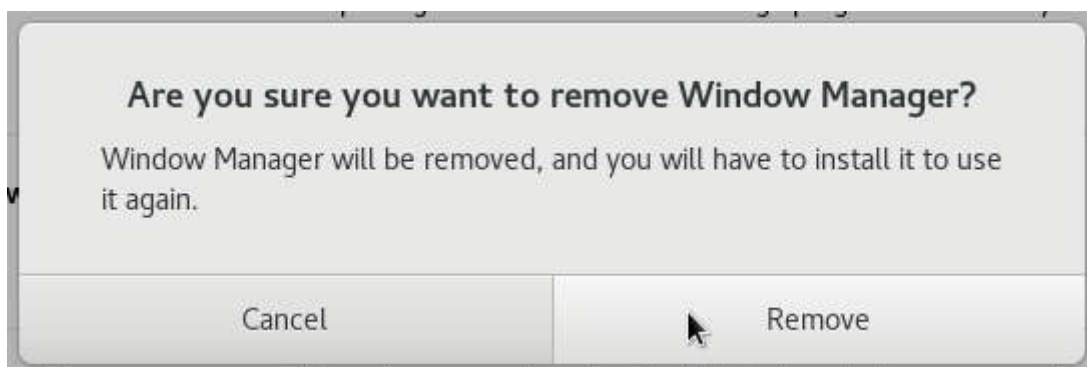 Are you sure you want to remove Window Manager?
Window Manager will be removed, and you will have to install it to use
it again.
Cancel
Remove